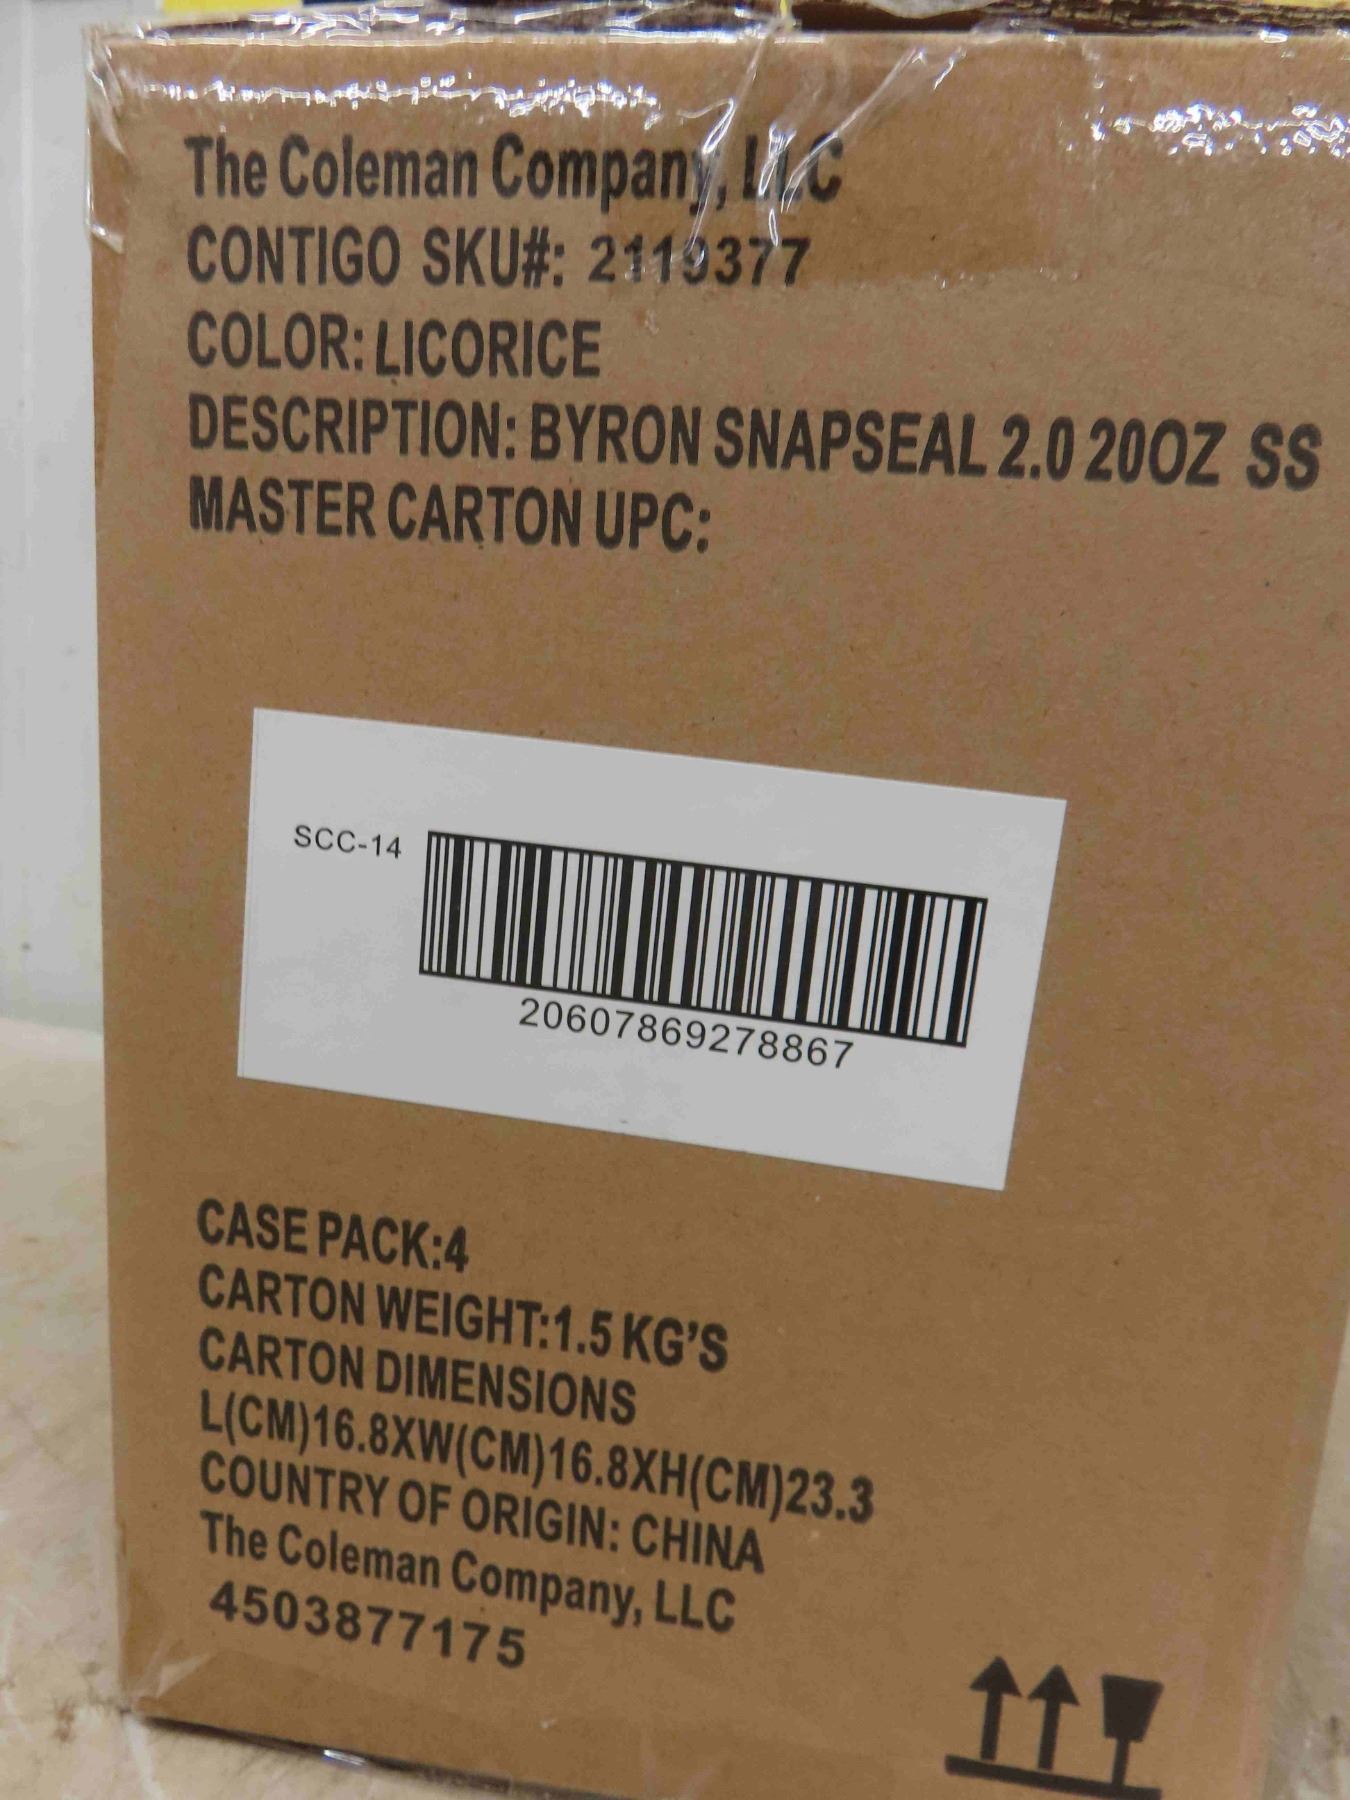 The Coleman Company, LLC
CONTIGO SKU#: 2119377
COLOR: LICORICE
DESCRIPTION: BYRON SNAPSEAL 2.0 20OZ SS
MASTER CARTON UPC:
SCC-14
20607869278867
CASE PACK:4
CARTON WEIGHT:1.5 KG'S
CARTON DIMENSIONS
L(CM)16.8XW(CM)16.8XH(CM)23.3
COUNTRY OF ORIGIN: CHINA
The Coleman Company, LLC
4503877175